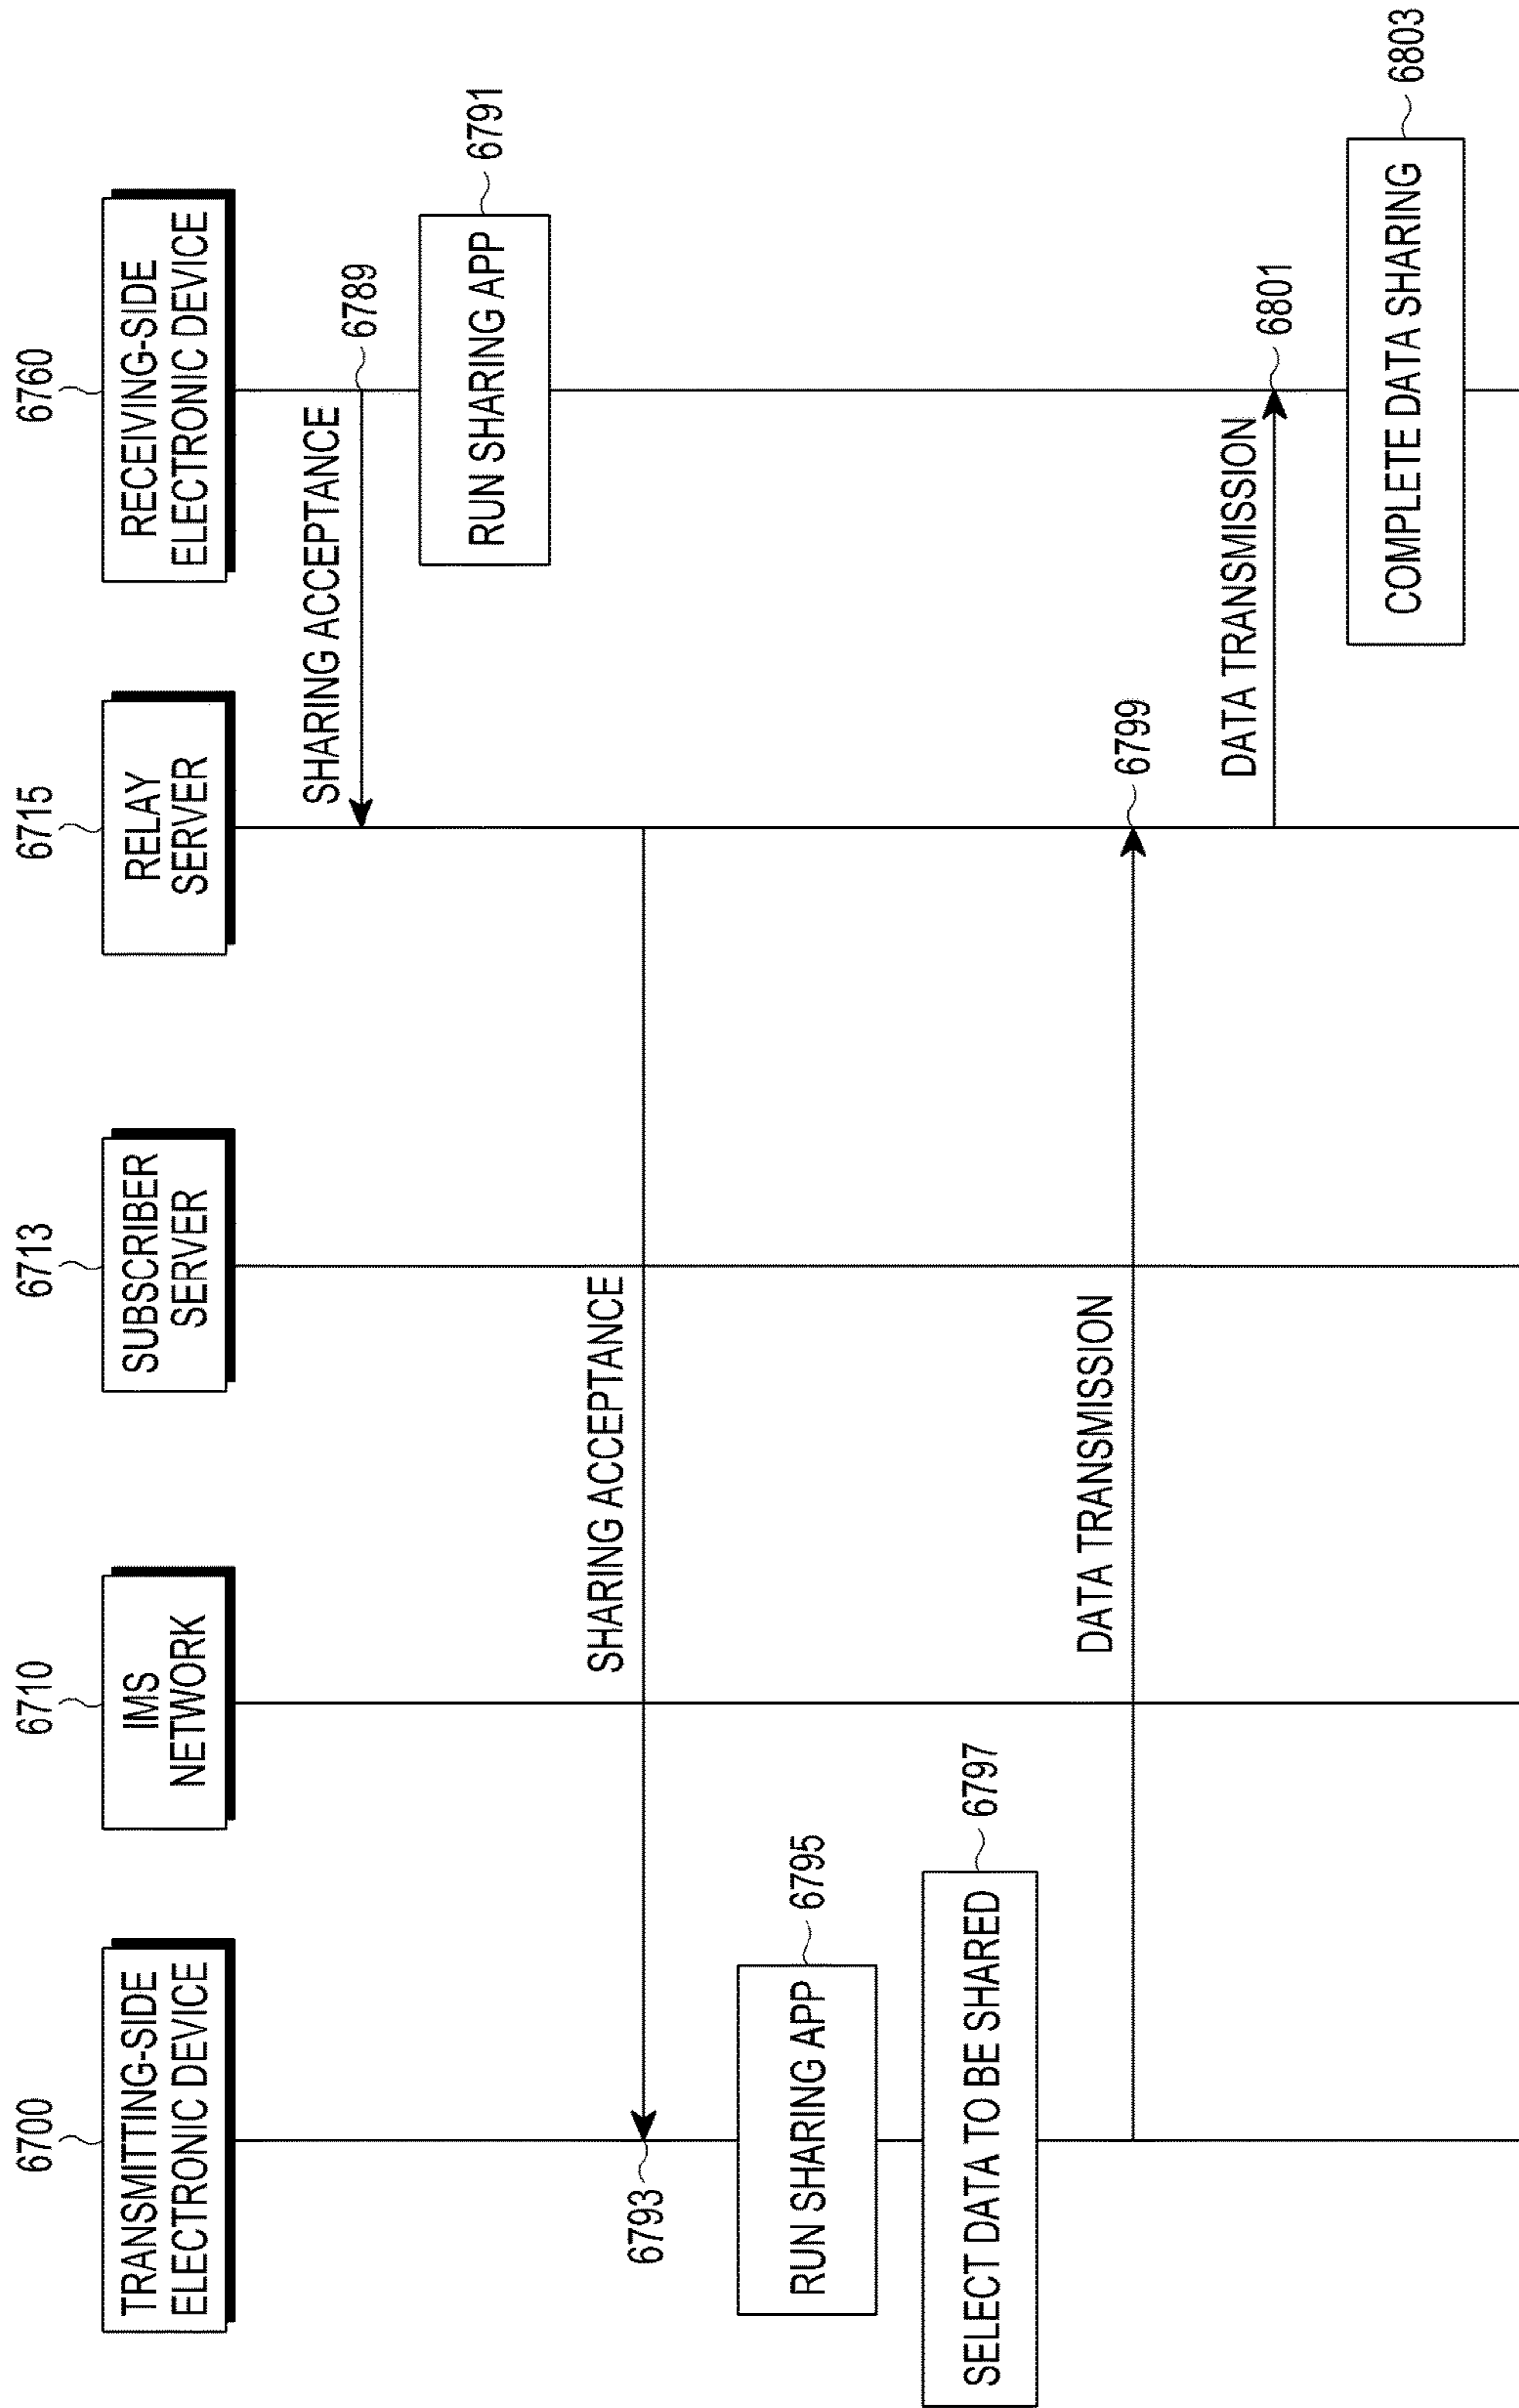 6700
TRANSMITTING-SIDE
ELECTRONIC DEVICE
6710
IMS
NETWORK
6713
SUBSCRIBER
SERVER
6715
RELAY
SERVER
6760
RECEIVING-SIDE
ELECTRONIC DEVICE
SHARING ACCEPTANCE
6789
RUN SHARING APP
6791
SHARING ACCEPTANCE
6793
RUN SHARING APP
6795
SELECT DATA TO BE SHARED
6797
DATA TRANSMISSION
6799
DATA TRANSMISSION
6801
COMPLETE DATA SHARING
6803